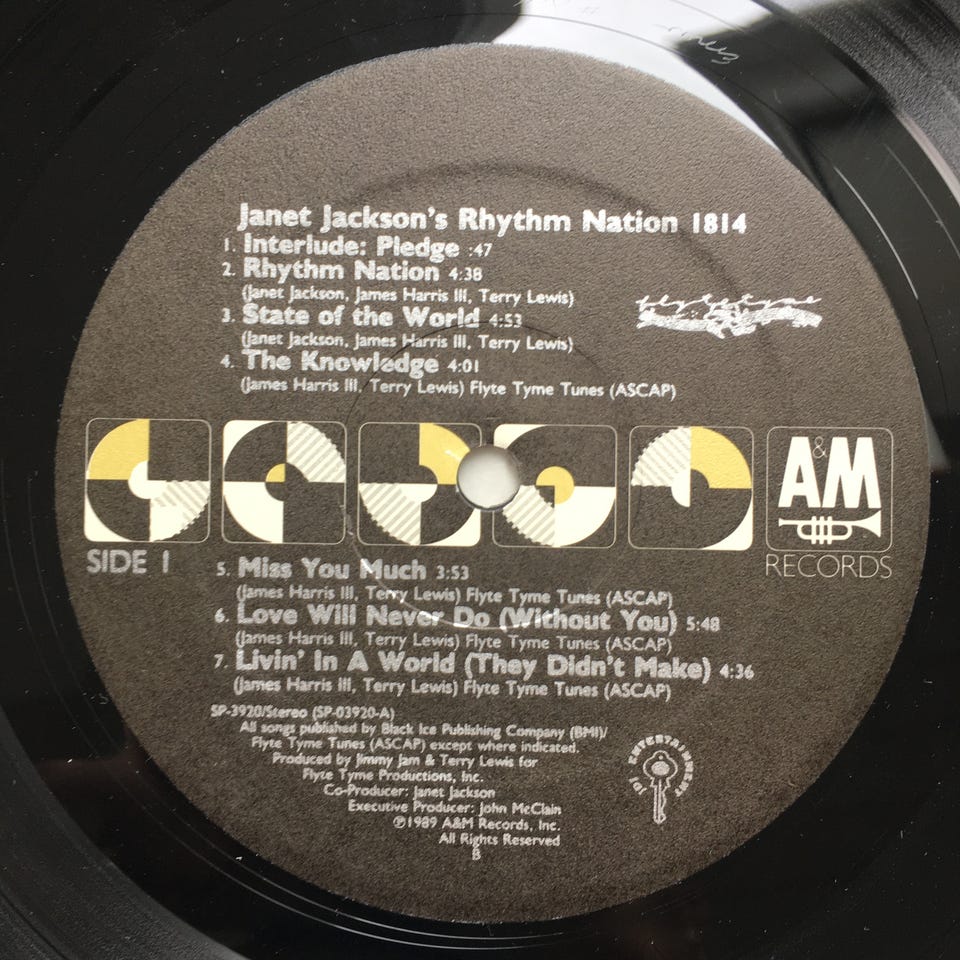 Janet Jackson's Rhythm Nation 1814
1. Interlude: Pledge :47
2. Rhythm Nation 4:38
(Janet Jackson, James Harris III, Terry Lewis)
3. State of the World 4:53
(Janet Jackson, James Harris III, Terry Lewis)
4. The Knowledge 4:01
(James Harris III, Terry Lewis) Flyte Tyme Tunes (ASCAP)
flytetyme
A&M
RECORDS
SIDE 1
5. Miss You Much 3:53
(James Harris III, Terry Lewis) Flyte Tyme Tunes (ASCAP)
6. Love Will Never Do (Without You) 5:48
(James Harris III, Terry Lewis) Flyte Tyme Tunes (ASCAP)
7. Livin' In A World (They Didn't Make) 4:36
(James Harris III, Terry Lewis) Flyte Tyme Tunes (ASCAP)
SP-3920/Stereo (SP-03920-A)
All songs published by Black Ice Publishing Company (BMI)/
Flyte Tyme Tunes (ASCAP) except where indicated.
Produced by Jimmy Jam & Terry Lewis for
Flyte Tyme Productions, Inc.
Co-Producer: Janet Jackson
Executive Producer: John McClain
℗1989 A&M Records, Inc.
All Rights Reserved
B
JDJ ENTERTAINMENT